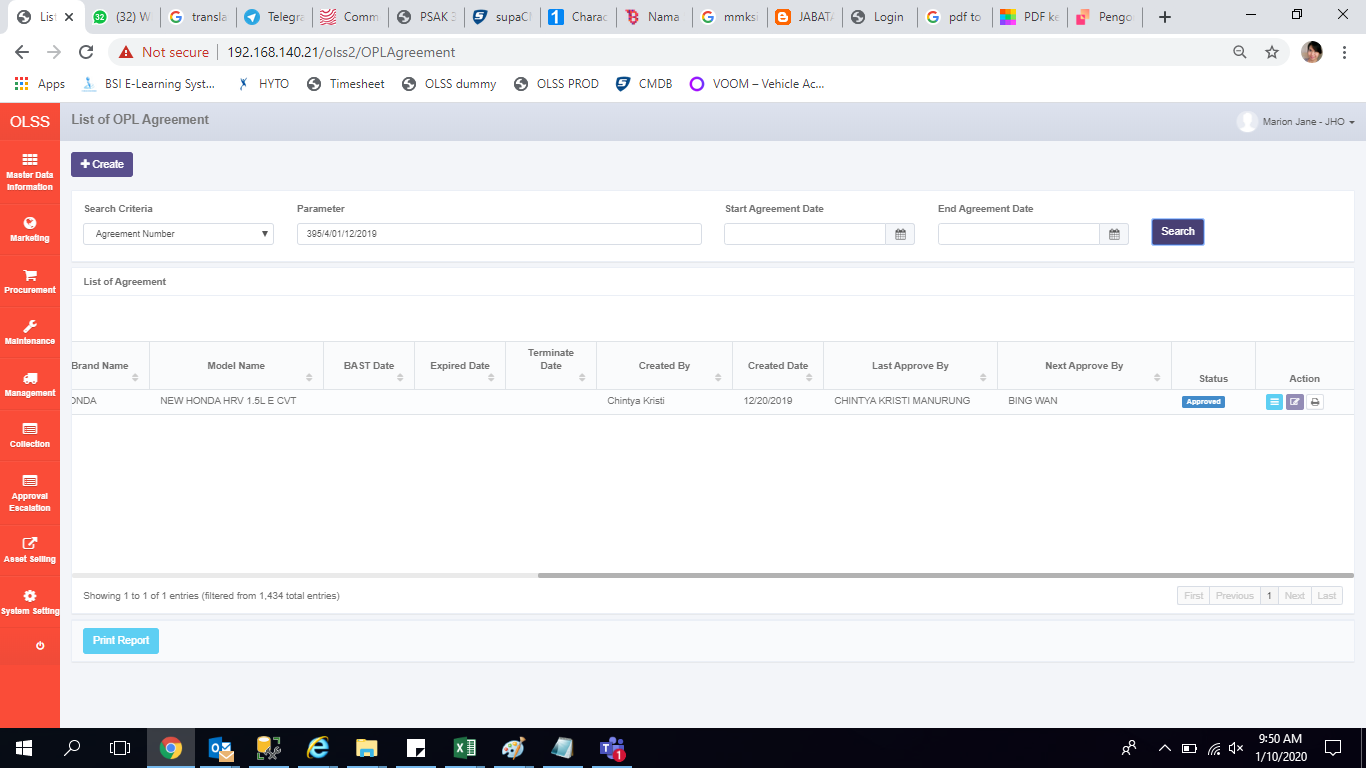 Lis
(32) W
transla
Telegra
Comm
PSAK 3
supaCl
Charac
Nama
mmksi
JABATA
Login
pdf to
PDF ke
Pengo
Not secure
192.168.140.21/olss2/OPLAgreement
Apps
BSI E-Learning Syst...
HYTO
Timesheet
OLSS dummy
OLSS PROD
CMDB
VOOM – Vehicle Ac...
OLSS
List of OPL Agreement
Marion Jane - JHO
Master Data
Information
Marketing
Procurement
Maintenance
Management
Collection
Approval
Escalation
Asset Selling
System Setting
Create
Search Criteria
Parameter
Start Agreement Date
End Agreement Date
Agreement Number
395/4/01/12/2019
Search
List of Agreement
Brand Name
Model Name
BAST Date
Expired Date
Terminate
Date
Created By
Created Date
Last Approve By
Next Approve By
Status
Action
ONDA
NEW HONDA HRV 1.5L E CVT
Chintya Kristi
12/20/2019
CHINTYA KRISTI MANURUNG
BING WAN
Approved
Showing 1 to 1 of 1 entries (filtered from 1,434 total entries)
First
Previous
1
Next
Last
Print Report
9:50 AM
1/10/2020